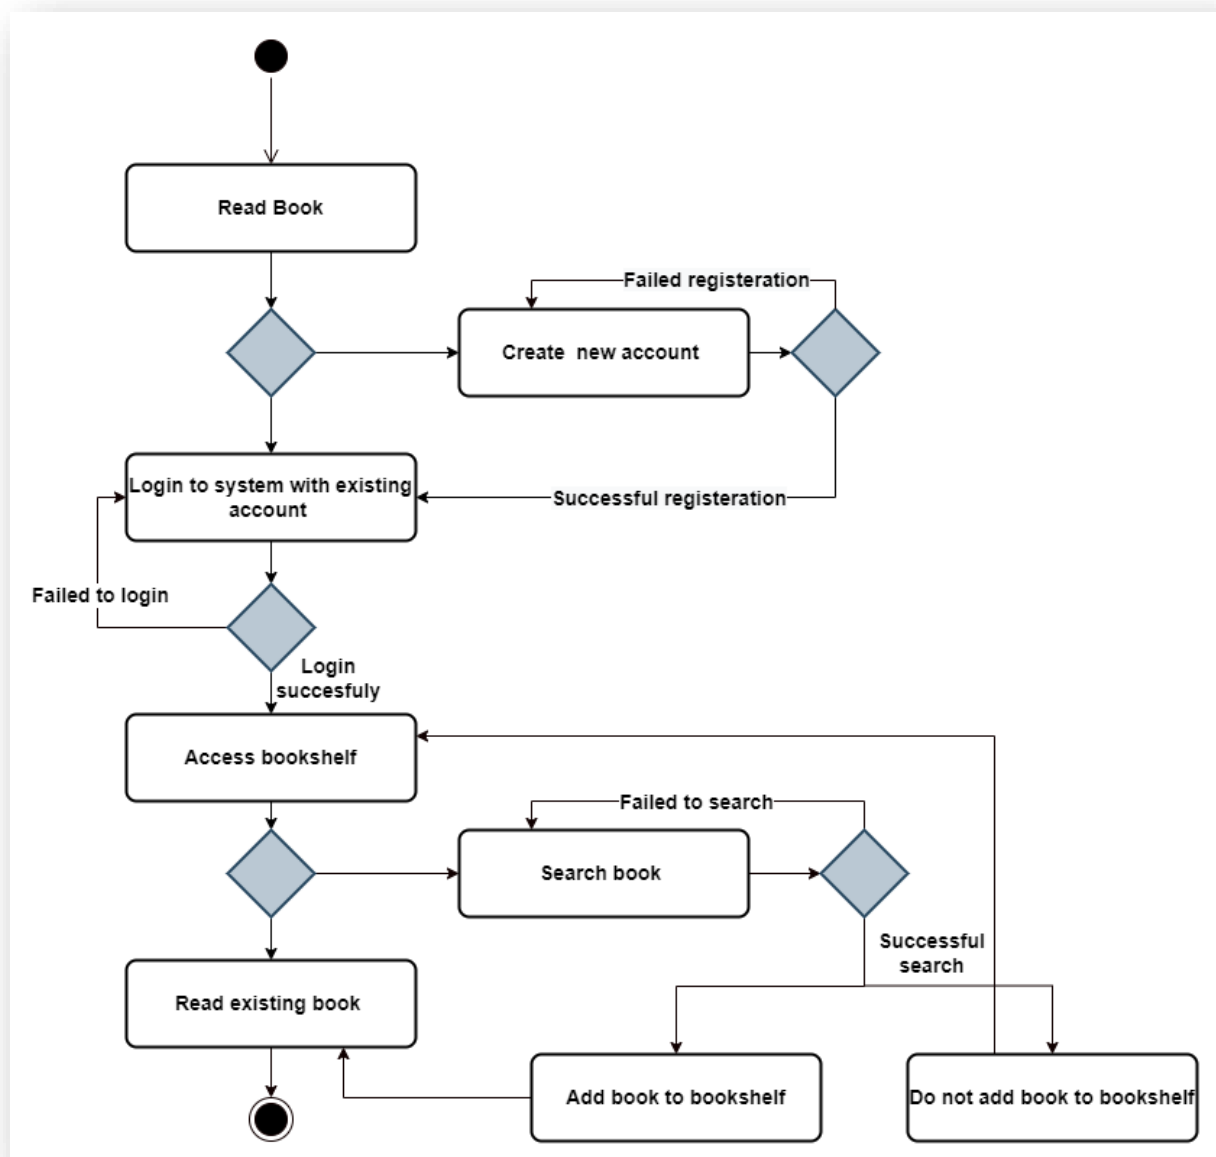 Read Book
Failed registeration
Create  new account
Login to system with existing
account
Successful registeration
Failed to login
Login
succesfuly
Access bookshelf
Failed to search
Search book
Successful
search
Read existing book
Add book to bookshelf
Do not add book to bookshelf